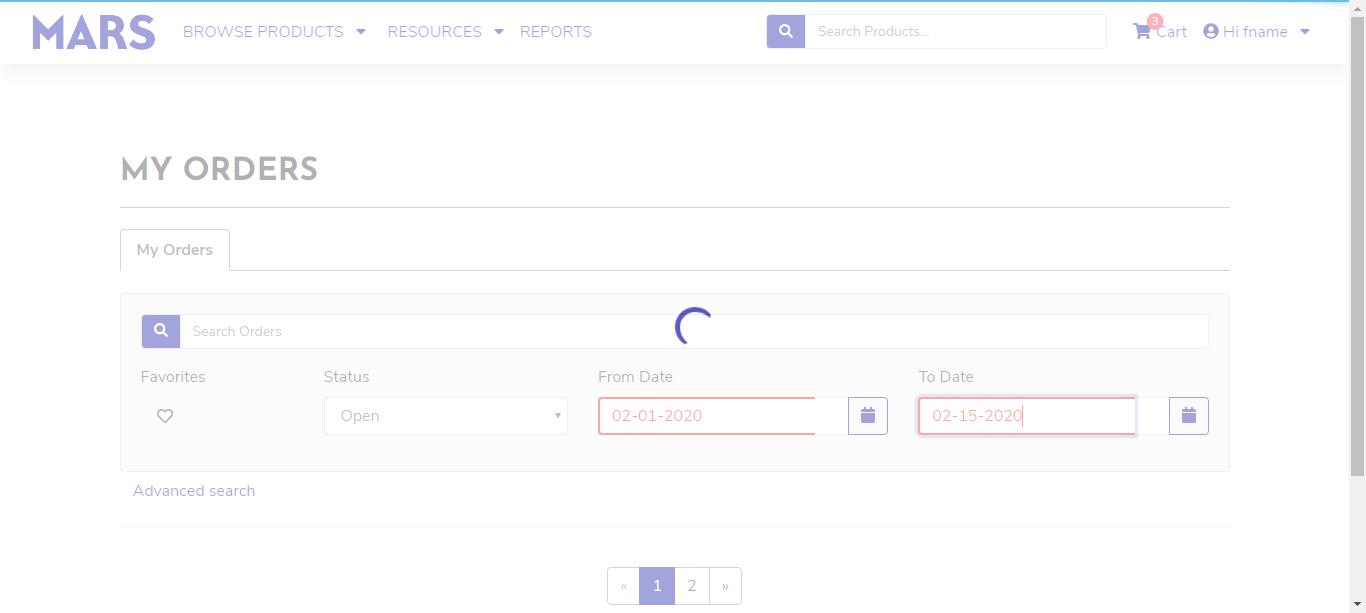 MARS
BROWSE PRODUCTS RESOURCES REPORTS
Search Products...
3
Cart
Hi fname
MY ORDERS
My Orders
Search Orders
Favorites Status From Date To Date
Open 02-01-2020 02-15-2020
Advanced search
« 1 2 »